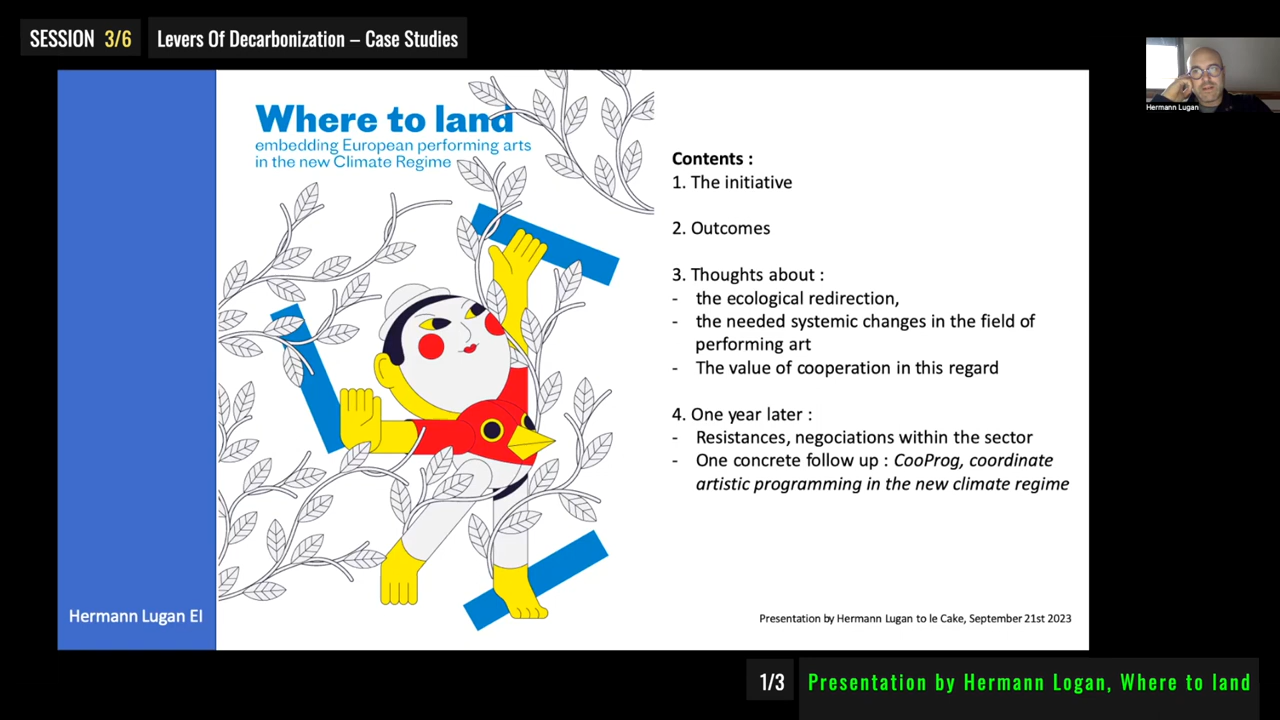 SESSION 3/6
Levers Of Decarbonization – Case Studies
Hermann Lugan
Where to land
embedding European performing arts
in the new Climate Regime
Contents :
1. The initiative
2. Outcomes
3. Thoughts about :
- the ecological redirection,
- the needed systemic changes in the field of
performing art
- The value of cooperation in this regard
4. One year later :
- Resistances, negociations within the sector
- One concrete follow up : CooProg, coordinate
artistic programming in the new climate regime
Hermann Lugan EI
Presentation by Hermann Lugan to le Cake, September 21st 2023
1/3
Presentation by Hermann Logan, Where to land